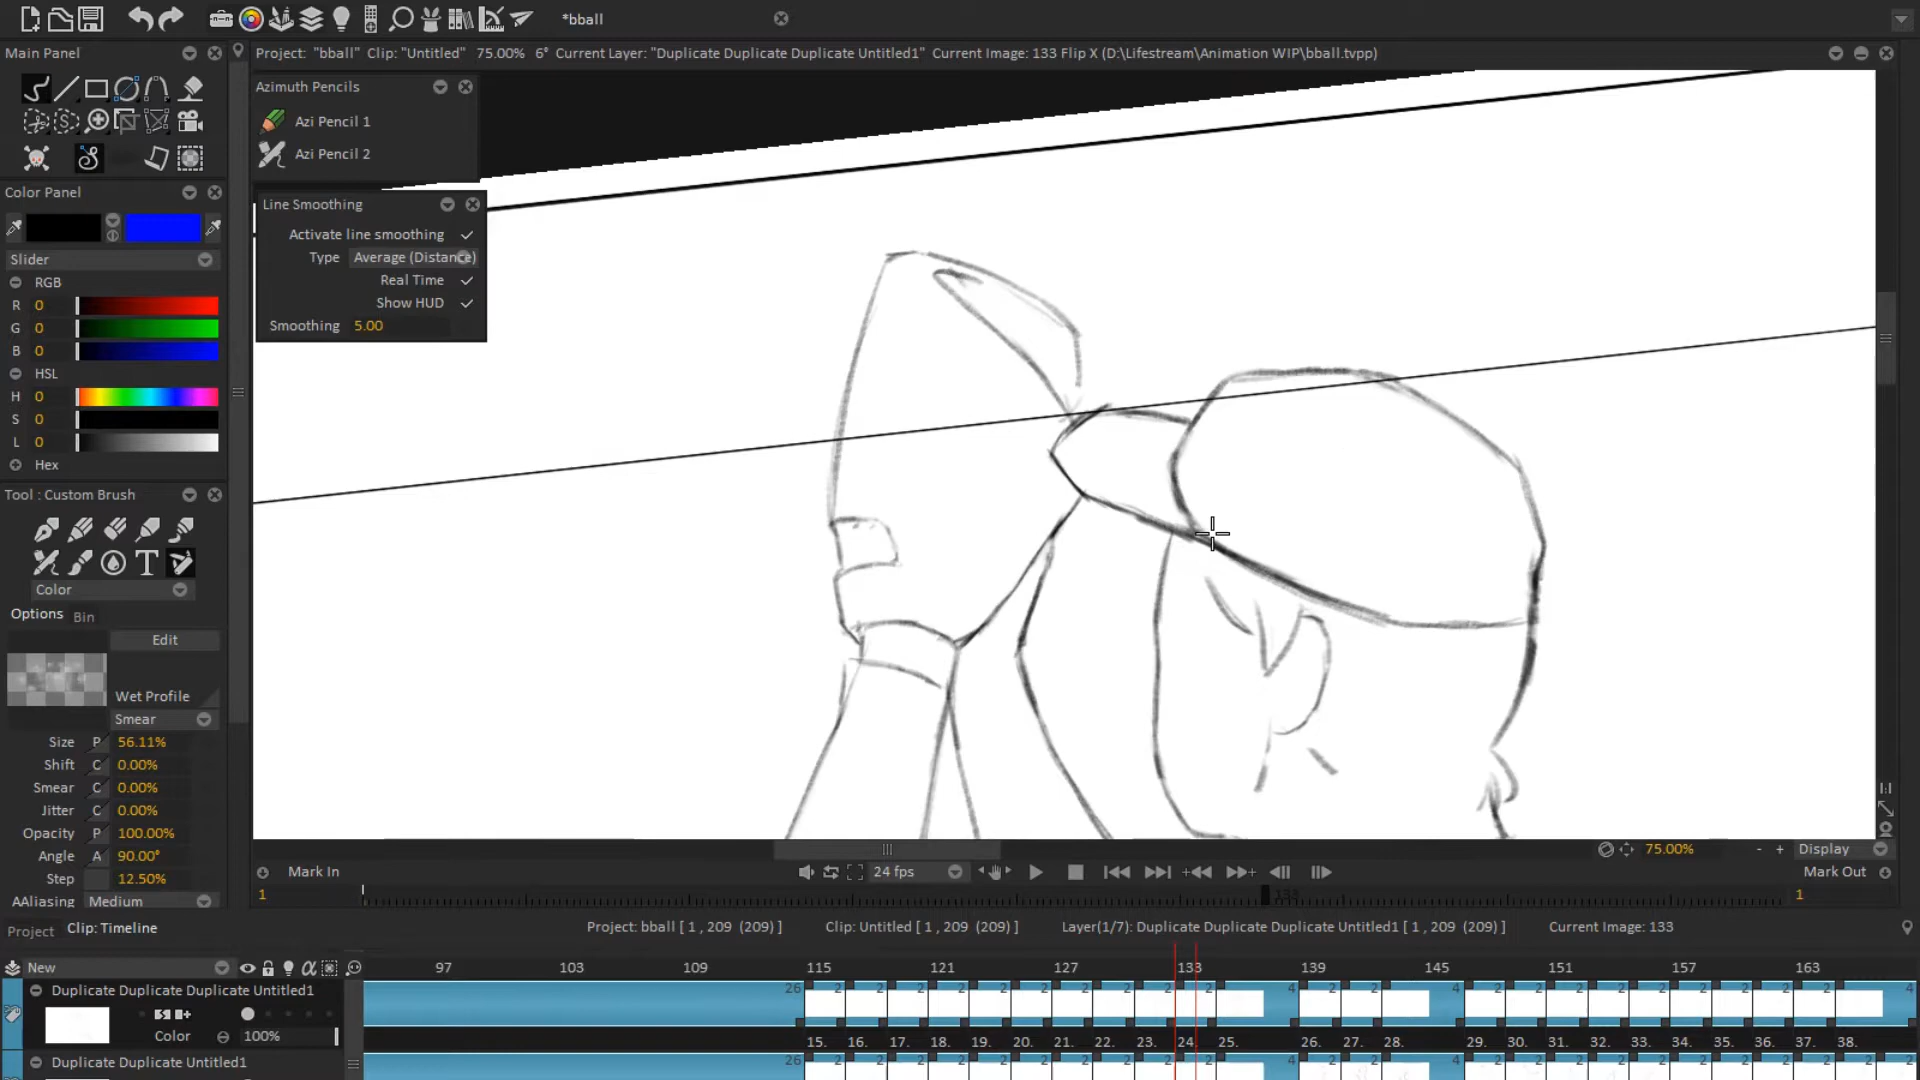 *bball
Main Panel
Project: "bball" Clip: "Untitled" 75.00% 6° Current Layer: "Duplicate Duplicate Duplicate Untitled1" Current Image: 133 Flip X (D:\Lifestream\Animation WIP\bball.tvpp)
Azimuth Pencils
Azi Pencil 1
Azi Pencil 2
Color Panel
Line Smoothing
Activate line smoothing
Type Average (Distance)
Real Time
Show HUD
Smoothing 5.00
Slider
RGB
R 0
G 0
B 0
HSL
H 0
S 0
L 0
Hex
Tool : Custom Brush
Color
Options Bin
Edit
Wet Profile
Smear
Size P 56.11%
Shift C 0.00%
Smear C 0.00%
Jitter C 0.00%
Opacity P 100.00%
Angle A 90.00°
Step 12.50%
AAliasing Medium
75.00% - + Display
Mark In 24 fps Mark Out
1 133 1
Project Clip: Timeline Project: bball [ 1 , 209 (209) ] Clip: Untitled [ 1 , 209 (209) ] Layer(1/7): Duplicate Duplicate Duplicate Untitled1 [ 1 , 209 (209) ] Current Image: 133
New 97 103 109 115 121 127 133 139 145 151 157 163
Duplicate Duplicate Duplicate Untitled1
Color 100%
15. 16. 17. 18. 19. 20. 21. 22. 23. 24. 25. 26. 27. 28. 29. 30. 31. 32. 33. 34. 35. 36. 37. 38.
Duplicate Duplicate Untitled1